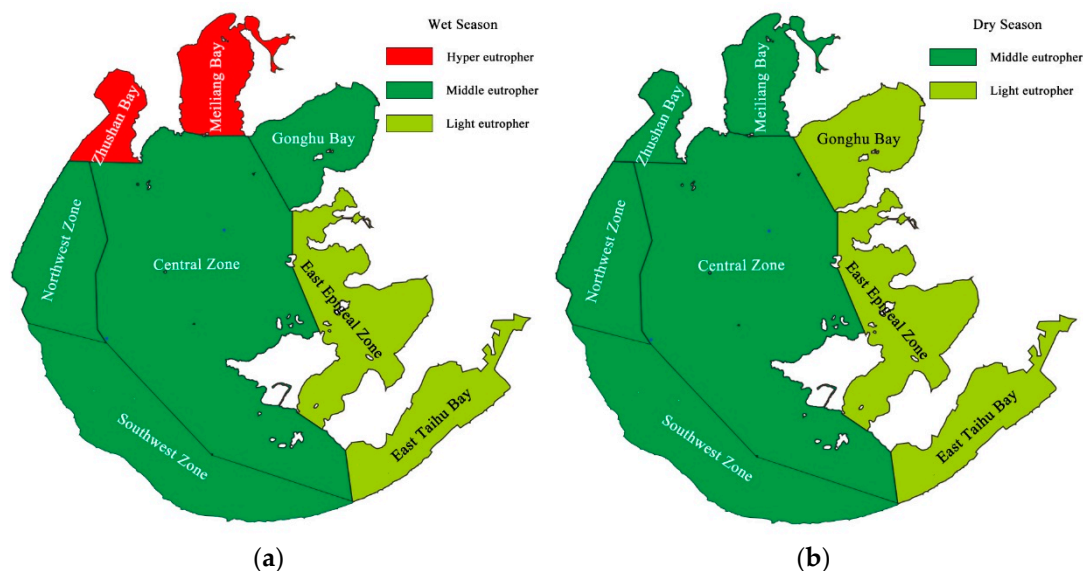 Wet Season
Hyper eutropher
Middle eutropher
Light eutropher
Meiliang Bay
Zhushan Bay
Gonghu Bay
Northwest Zone
Central Zone
East Epigeal Zone
Southwest Zone
East Taihu Bay
(a)
Dry Season
Middle eutropher
Light eutropher
Meiliang Bay
Zhushan Bay
Gonghu Bay
Northwest Zone
Central Zone
East Epigeal Zone
Southwest Zone
East Taihu Bay
(b)